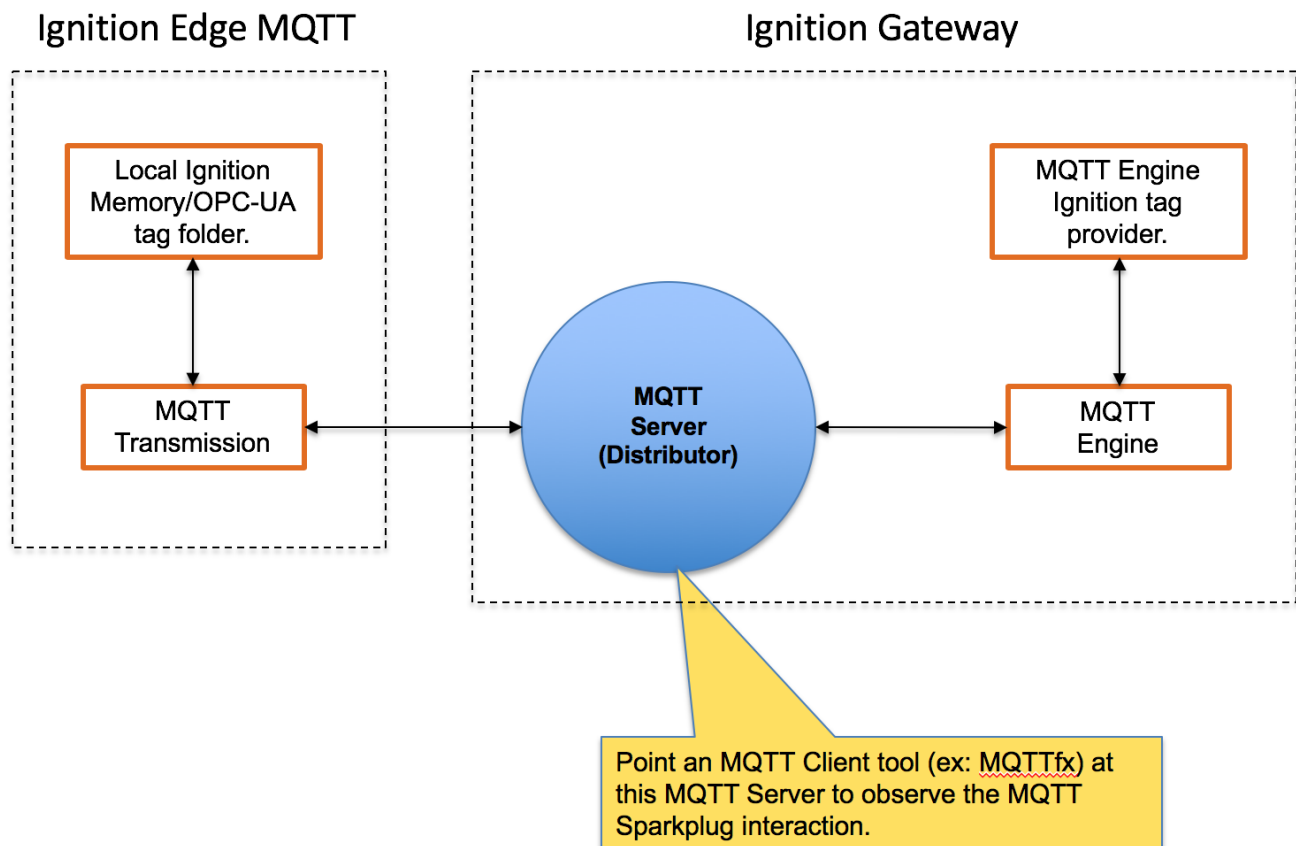 Ignition Edge MQTT
Ignition Gateway
Local Ignition
Memory/OPC-UA
tag folder.
MQTT Engine
Ignition tag
provider.
MQTT
Transmission
MQTT
Server
(Distributor)
MQTT
Engine
Point an MQTT Client tool (ex: MQTTfx) at
this MQTT Server to observe the MQTT
Sparkplug interaction.